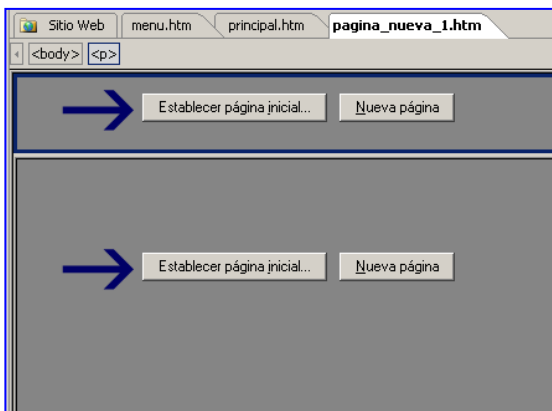 Sitio Web menu.htm principal.htm pagina_nueva_1.htm
<body> <p>
Establecer página inicial... Nueva página
Establecer página inicial... Nueva página